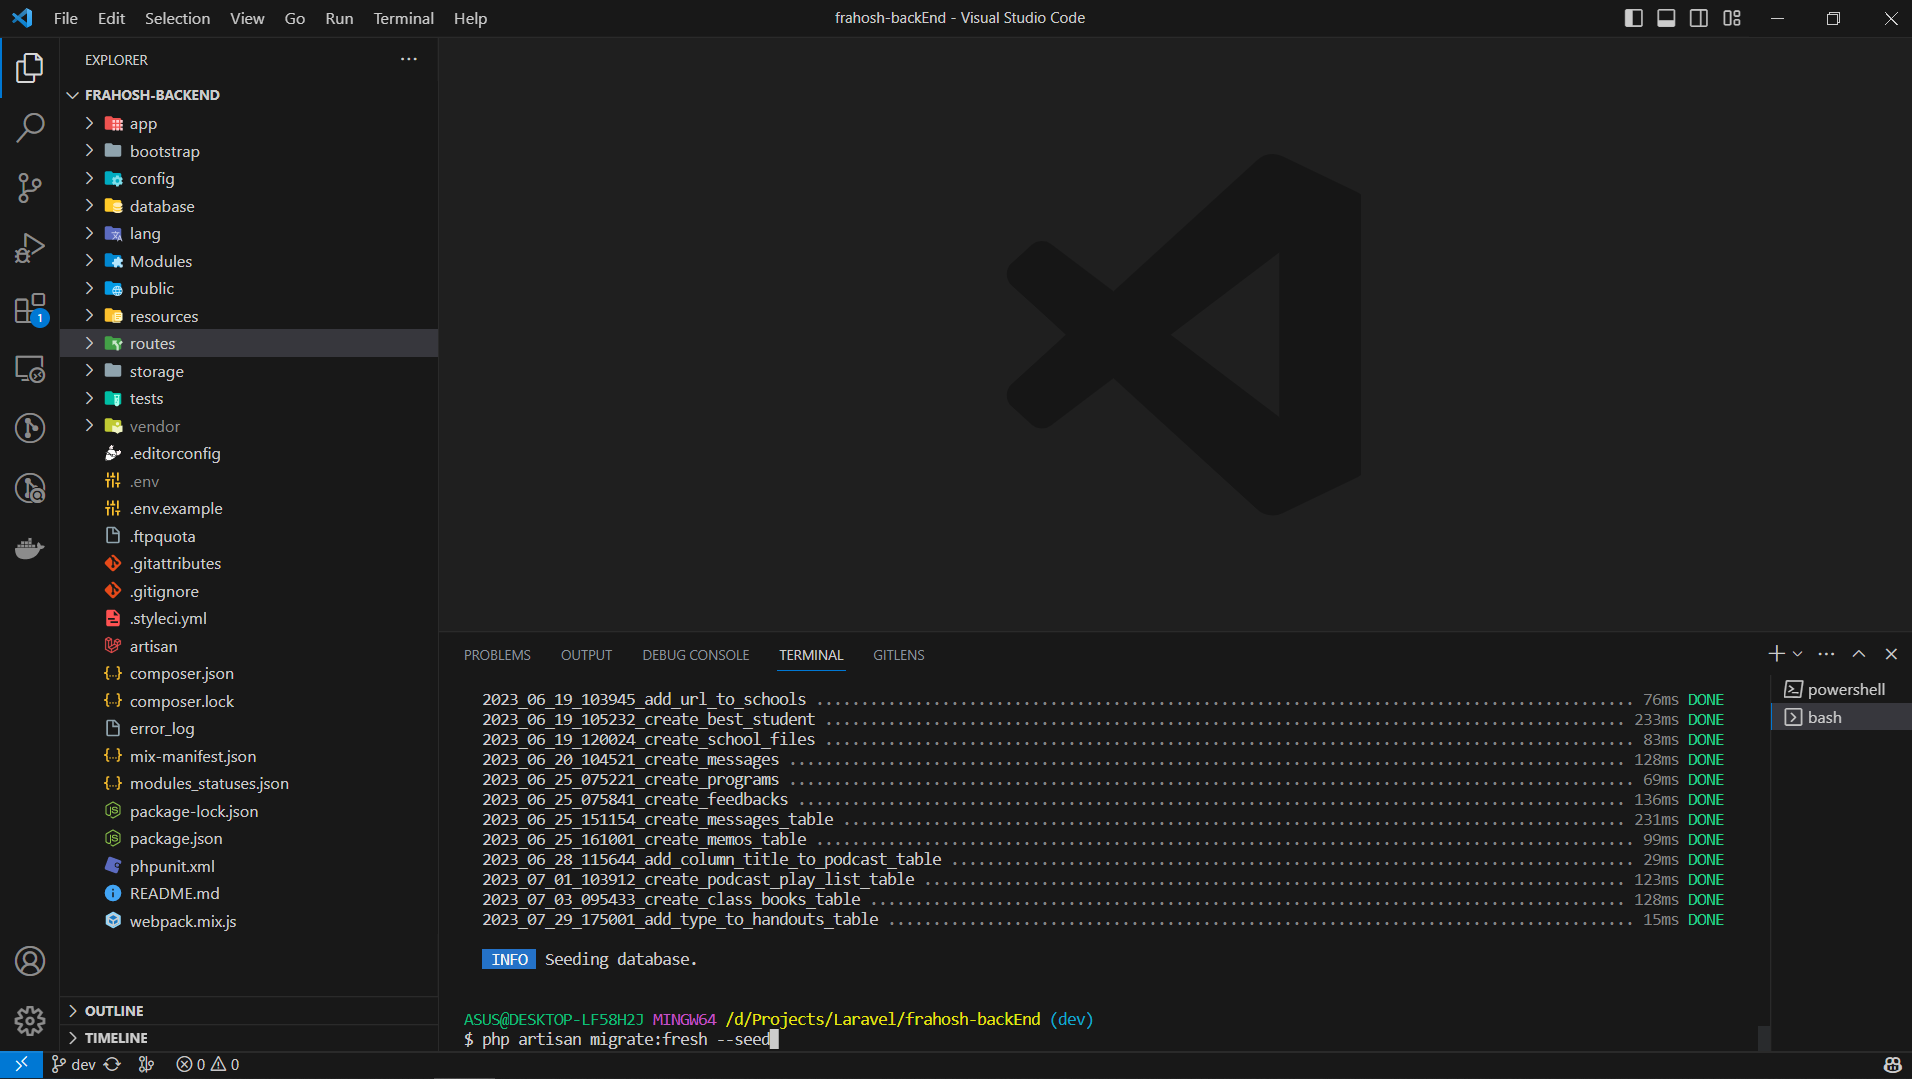 File Edit Selection View Go Run Terminal Help
frahosh-backEnd - Visual Studio Code
EXPLORER
FRAHOSH-BACKEND
app
bootstrap
config
database
lang
Modules
public
resources
routes
storage
tests
vendor
.editorconfig
.env
.env.example
.ftpquota
.gitattributes
.gitignore
.styleci.yml
artisan
composer.json
composer.lock
error_log
mix-manifest.json
modules_statuses.json
package-lock.json
package.json
phpunit.xml
README.md
webpack.mix.js
OUTLINE
TIMELINE
1
PROBLEMS OUTPUT DEBUG CONSOLE TERMINAL GITLENS
2023_06_19_103945_add_url_to_schools ........................................ 76ms DONE
2023_06_19_105232_create_best_student ........................................ 233ms DONE
2023_06_19_120024_create_school_files ........................................ 83ms DONE
2023_06_20_104521_create_messages ........................................ 128ms DONE
2023_06_25_075221_create_programs ........................................ 69ms DONE
2023_06_25_075841_create_feedbacks ........................................ 136ms DONE
2023_06_25_151154_create_messages_table ........................................ 231ms DONE
2023_06_25_161001_create_memos_table ........................................ 99ms DONE
2023_06_28_115644_add_column_title_to_podcast_table ........................................ 29ms DONE
2023_07_01_103912_create_podcast_play_list_table ........................................ 123ms DONE
2023_07_03_095433_create_class_books_table ........................................ 128ms DONE
2023_07_29_175001_add_type_to_handouts_table ........................................ 15ms DONE
INFO Seeding database.
ASUS@DESKTOP-LF58H2J MINGW64 /d/Projects/Laravel/frahosh-backEnd (dev)
$ php artisan migrate:fresh --seed
powershell
bash
dev 0 0